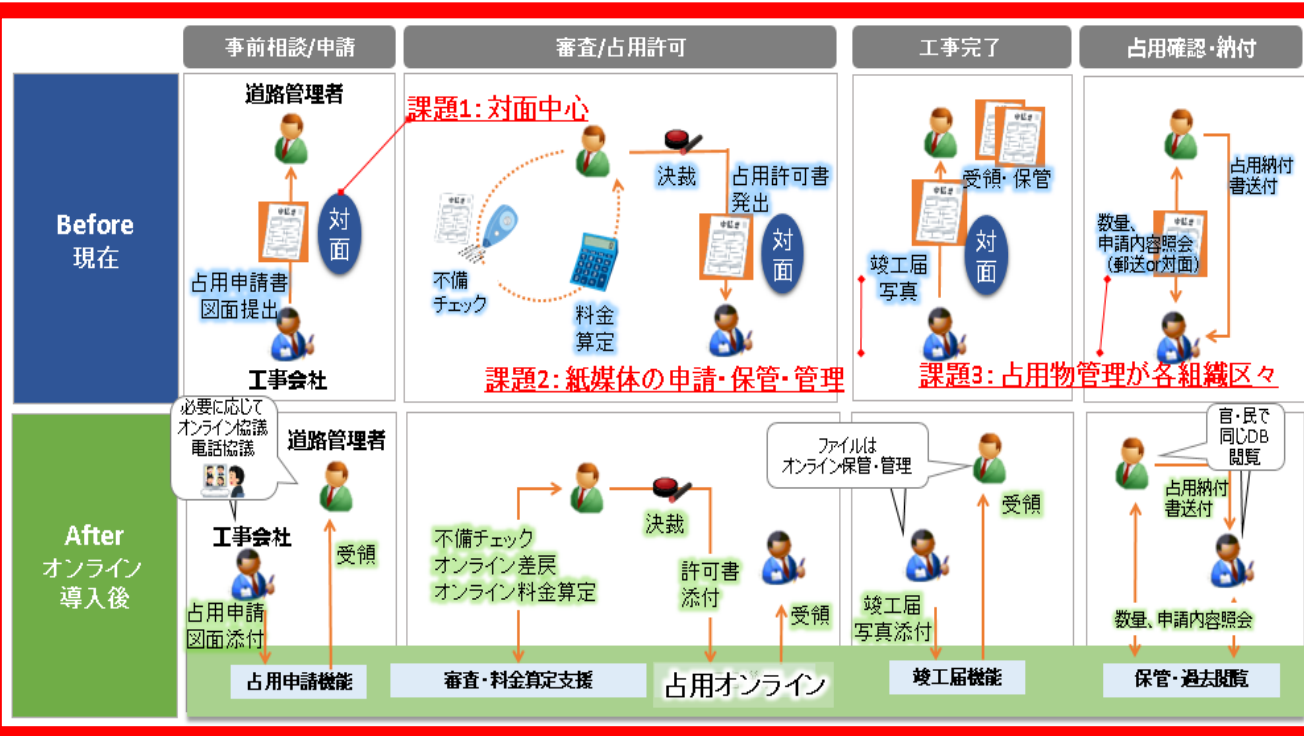 事前相談/申請
審査/占用許可
工事完了
占用確認・納付
Before
現在
道路管理者
対
面
占用申請書
図面提出
工事会社
課題1：対面中心
不備
チェック
料金
算定
決裁
占用許可書
発出
対
面
課題2：紙媒体の申請・保管・管理
受領・保管
竣工届
写真
対
面
課題3：占用物管理が各組織区々
占用納付
書送付
数量、
申請内容照会
（郵送or対面）
After
オンライン
導入後
必要に応じて
オンライン協議
電話協議
道路管理者
工事会社
受領
占用申請
図面添付
占用申請機能
不備チェック
オンライン差戻
オンライン料金算定
決裁
許可書
添付
受領
審査・料金算定支援
占用オンライン
ファイルは
オンライン保管・管理
受領
竣工届
写真添付
竣工届機能
官・民で
同じDB
閲覧
占用納付
書送付
数量、申請内容照会
保管・過去閲覧